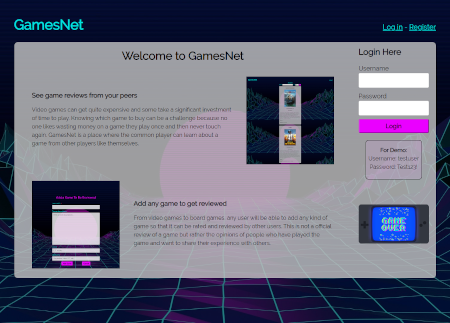 GamesNet
Log In - Register
Welcome to GamesNet
See game reviews from your peers
Video games can get quite expensive and some take a significant investment
of time to play. Knowing which game to buy can be a challenge because no
one likes wasting money on a game they play once and then never touch
again. GamesNet is a place where the common player can learn about a
game from other players like themselves.
Add any game to get reviewed
From video games to board games, any user will be able to add any kind of
game so that it can be rated and reviewed by other users. This is not a official
review of a game but rather the opinions of people who have played the
game and want to share their experience with others.
Login Here
Username:
Password:
Login
For Demo:
Username: testuser
Password:
GAME
OVER